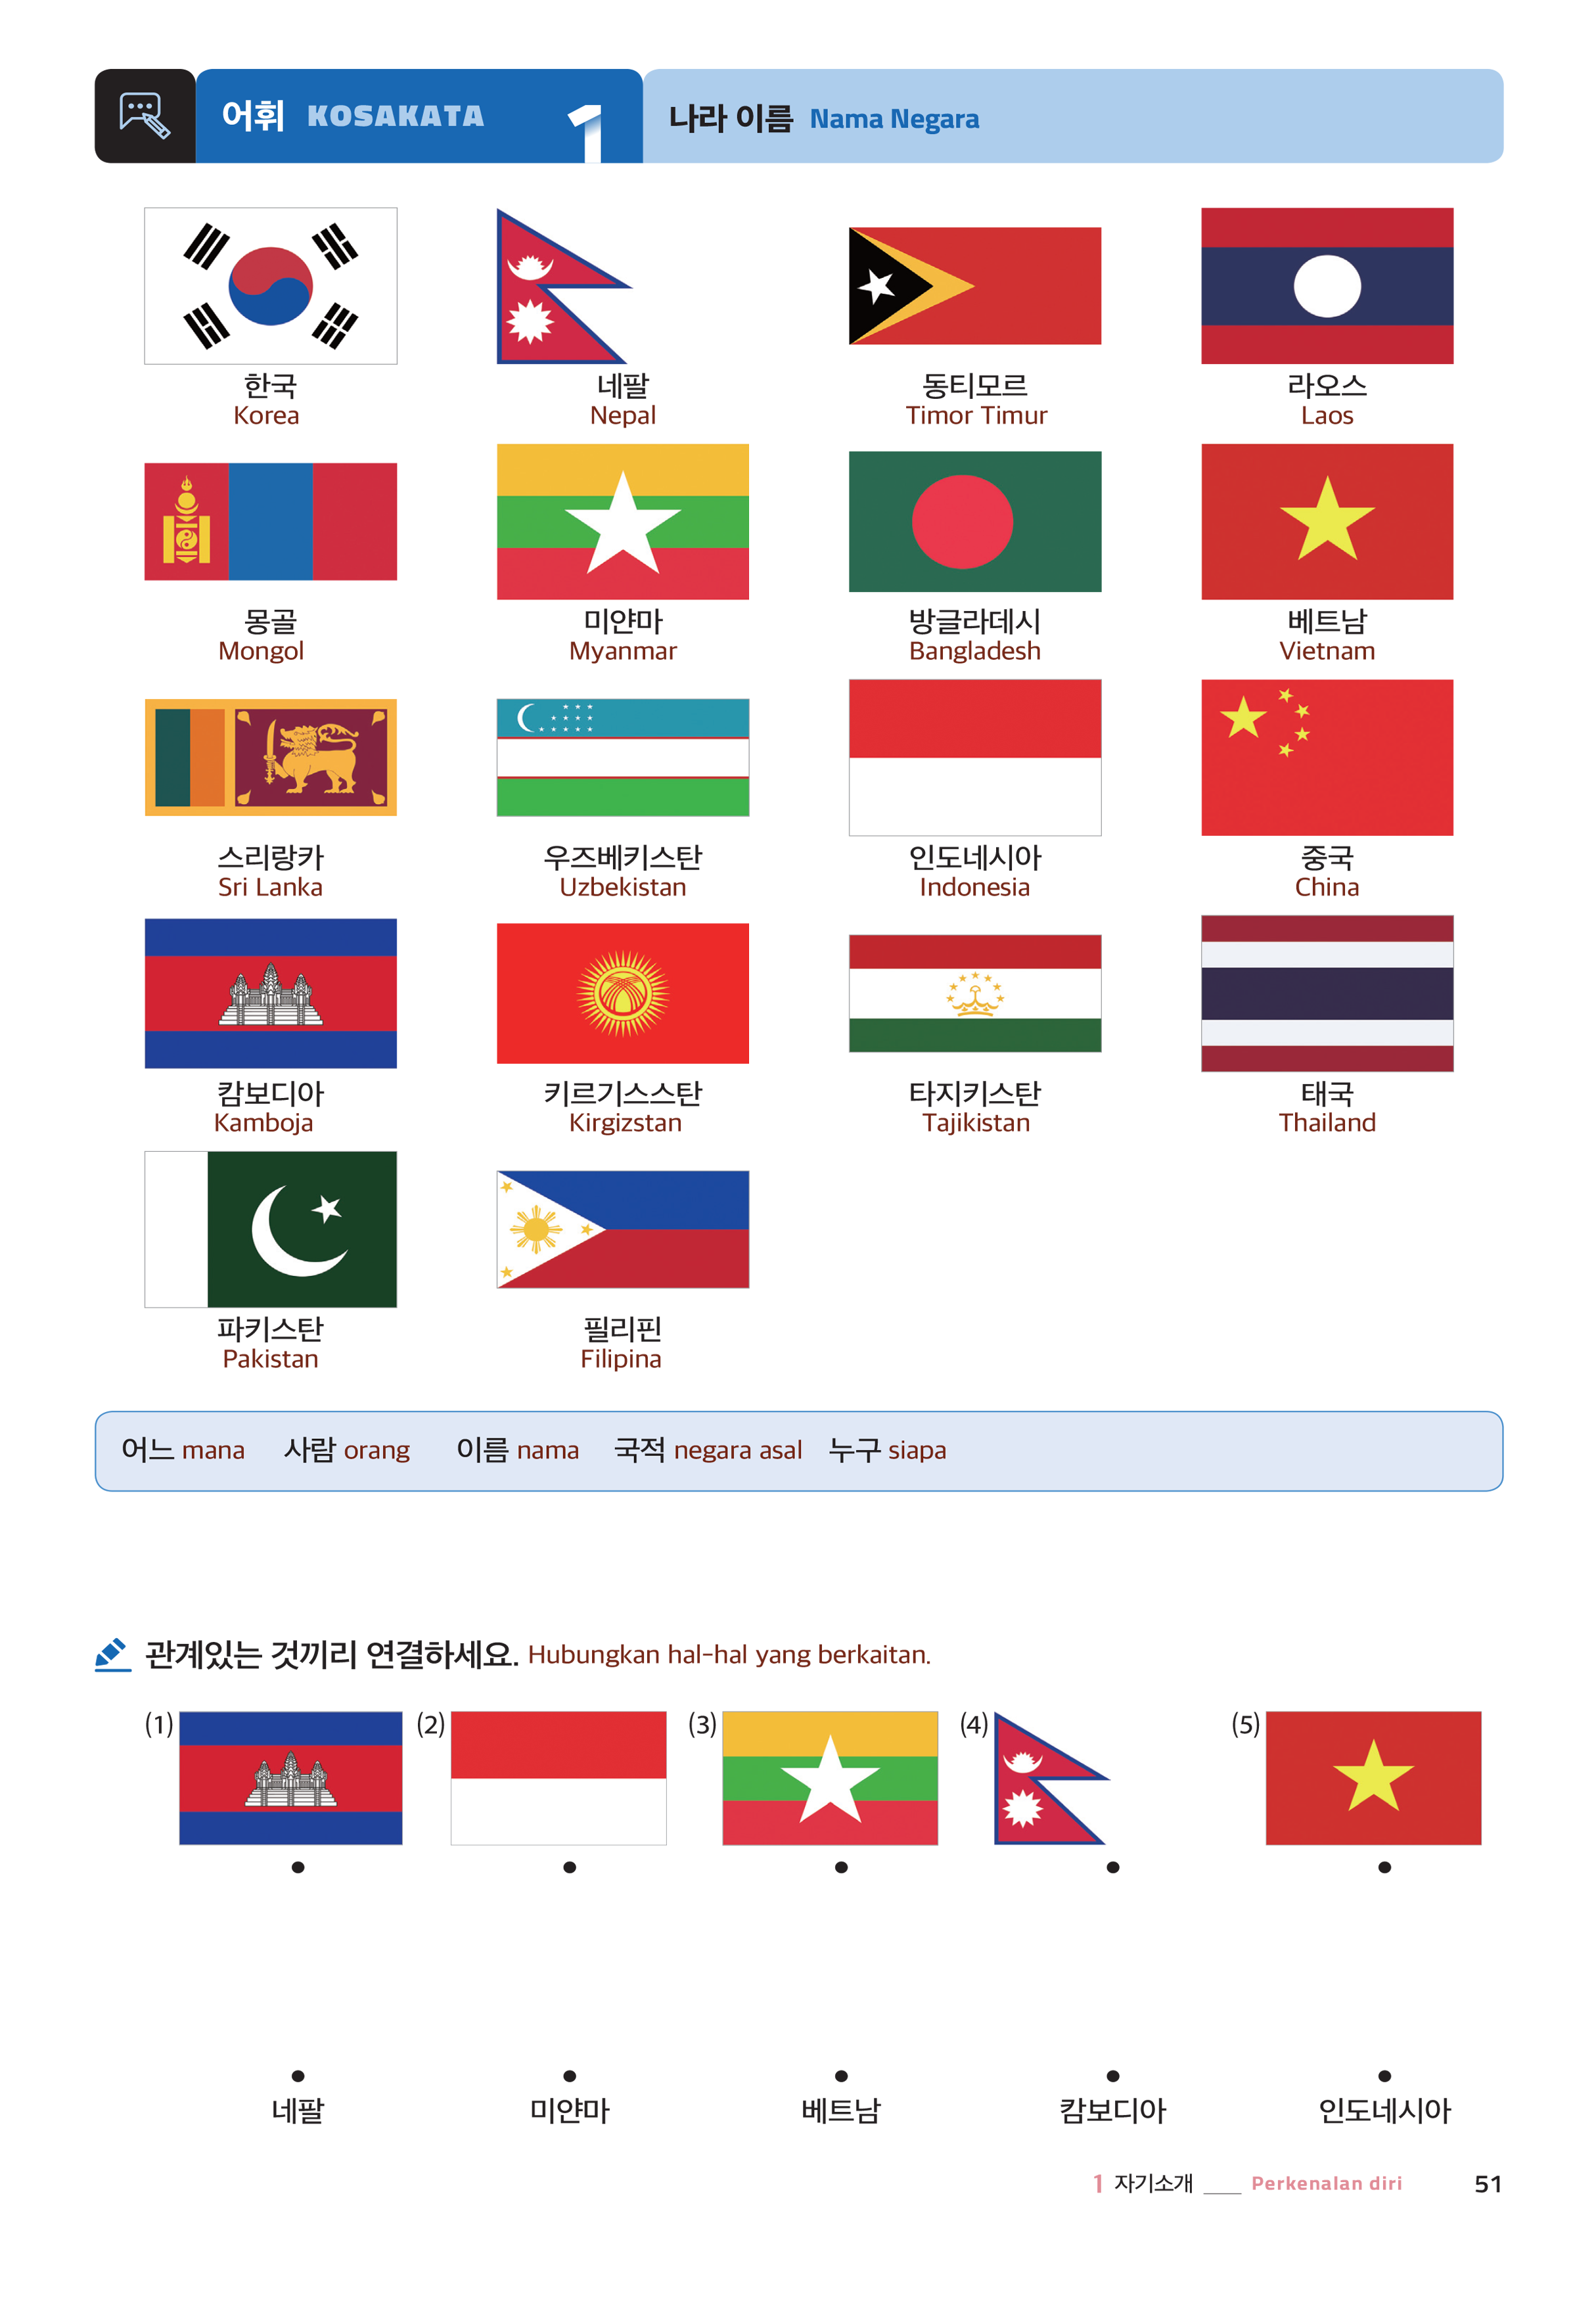 어휘 KOSAKATA 1 나라 이름 Nama Negara
한국 네팔 동티모르 라오스
Korea Nepal Timor Timur Laos
몽골 미얀마 방글라데시 베트남
Mongol Myanmar Bangladesh Vietnam
스리랑카 우즈베키스탄 인도네시아 중국
Sri Lanka Uzbekistan Indonesia China
캄보디아 키르기스스탄 타지키스탄 태국
Kamboja Kirgizstan Tajikistan Thailand
파키스탄 필리핀
Pakistan Filipina
어느 mana 사람 orang 이름 nama 국적 negara asal 누구 siapa
관계있는 것끼리 연결하세요. Hubungkan hal-hal yang berkaitan.
(1) (2) (3) (4) (5)
네팔 미얀마 베트남 캄보디아 인도네시아
1 자기소개 ___ Perkenalan diri 51